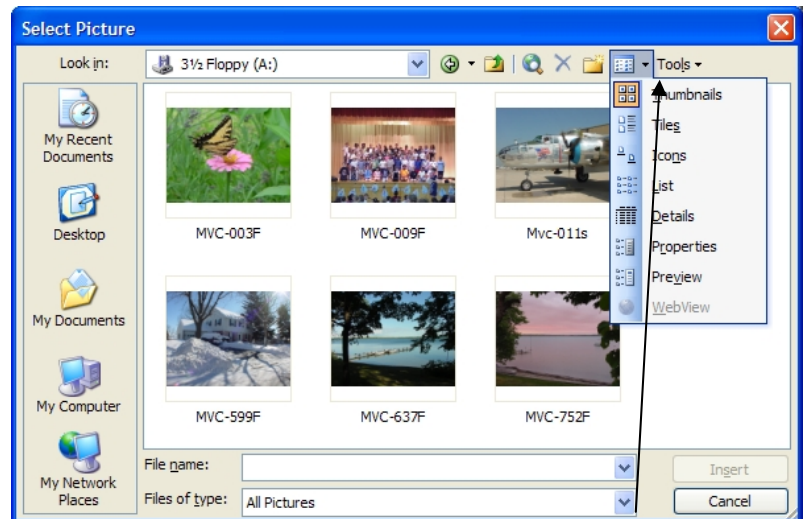 Select Picture
Look in:
3½ Floppy (A:)
Tools
Thumbnails
Tiles
Icons
List
Details
Properties
Preview
WebView
My Recent
Documents
Desktop
My Documents
My Computer
My Network
Places
MVC-003F
MVC-009F
Mvc-011s
MVC-599F
MVC-637F
MVC-752F
File name:
Insert
Files of type:
All Pictures
Cancel